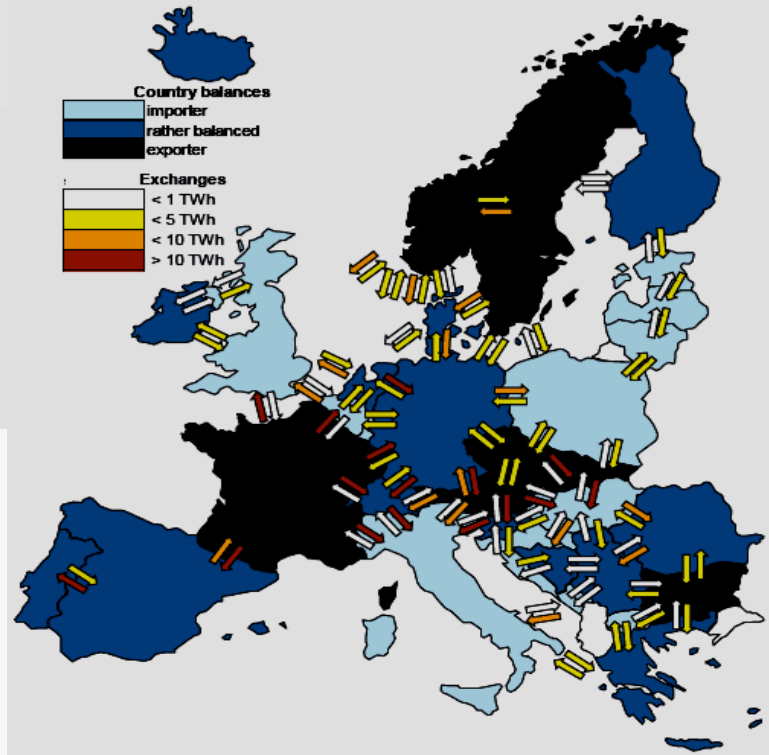 Country balances
importer
rather balanced
exporter
Exchanges
< 1 TWh
< 5 TWh
< 10 TWh
> 10 TWh